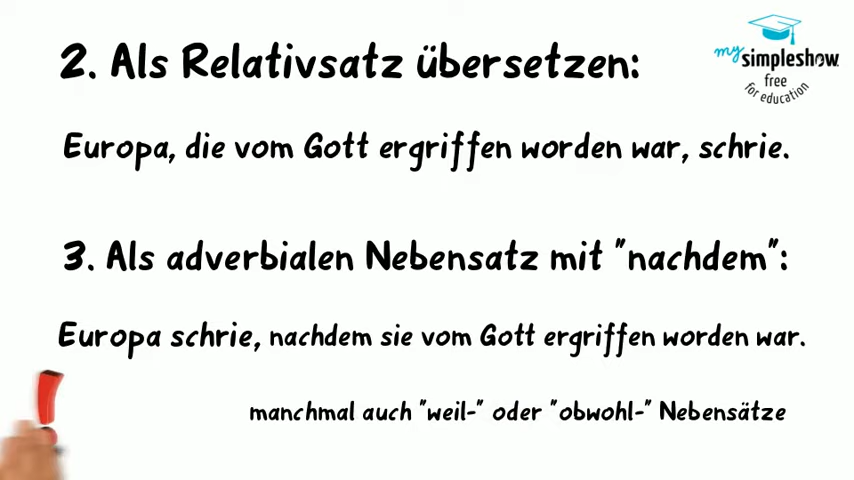 2. Als Relativsatz übersetzen:
my
simpleshow
free
for education
Europa, die vom Gott ergriffen worden war, schrie.
3. Als adverbialen Nebensatz mit "nachdem":
Europa schrie, nachdem sie vom Gott ergriffen worden war.
manchmal auch "weil-" oder "obwohl-" Nebensätze